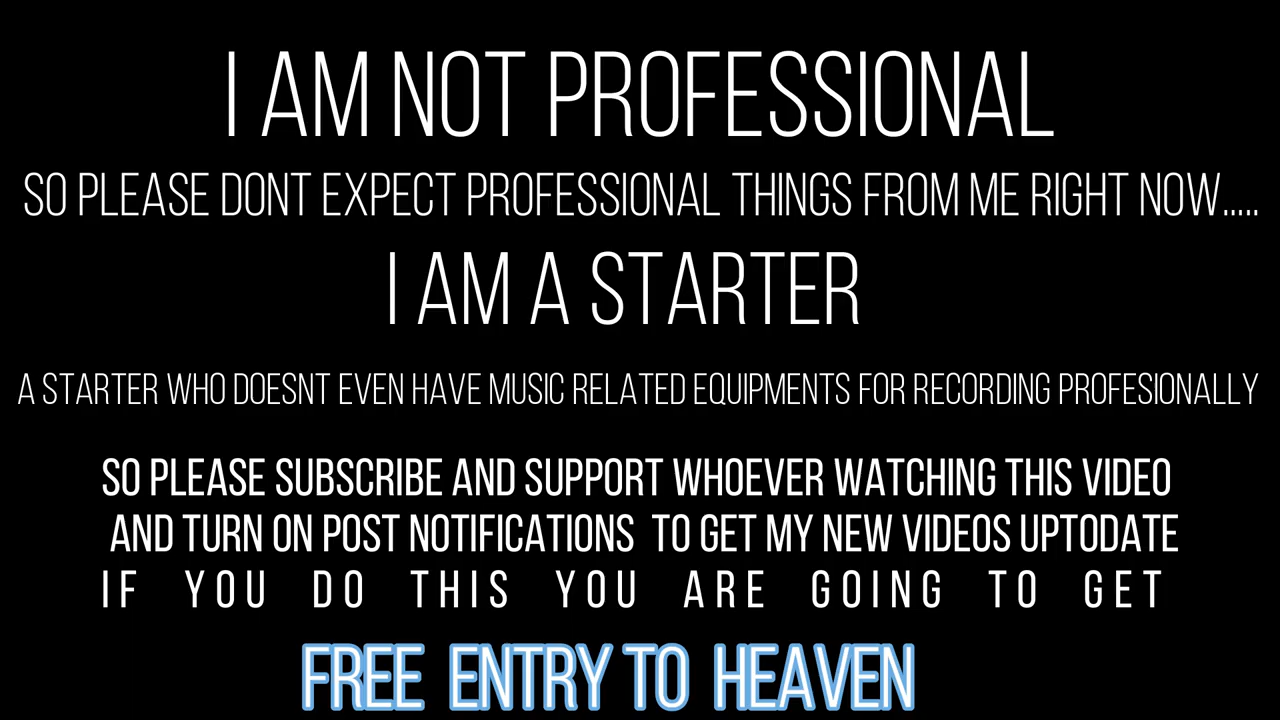 I AM NOT PROFESSIONAL
SO PLEASE DONT EXPECT PROFESSIONAL THINGS FROM ME RIGHT NOW.....
I AM A STARTER
A STARTER WHO DOESNT EVEN HAVE MUSIC RELATED EQUIPMENTS FOR RECORDING PROFESIONALLY
SO PLEASE SUBSCRIBE AND SUPPORT WHOEVER WATCHING THIS VIDEO
AND TURN ON POST NOTIFICATIONS TO GET MY NEW VIDEOS UPTODATE
IF YOU DO THIS YOU ARE GOING TO GET
FREE ENTRY TO HEAVEN